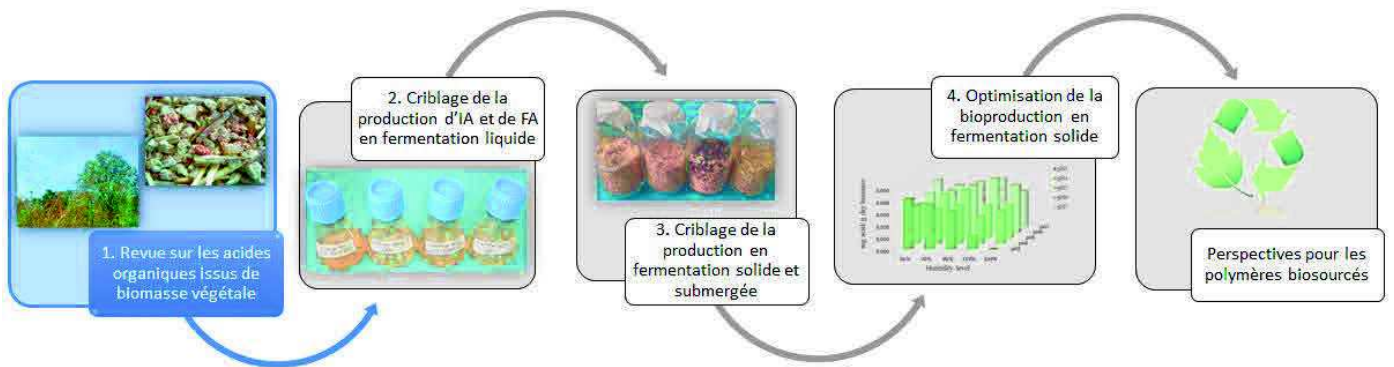 1. Revue sur les acides
organiques issus de
biomasse végétale
2. Criblage de la
production d'IA et de FA
en fermentation liquide
3. Criblage de la
production en
fermentation solide et
submergée
4. Optimisation de la
bioproduction en
fermentation solide
Humidity level
Perspectives pour les
polymères biosourcés